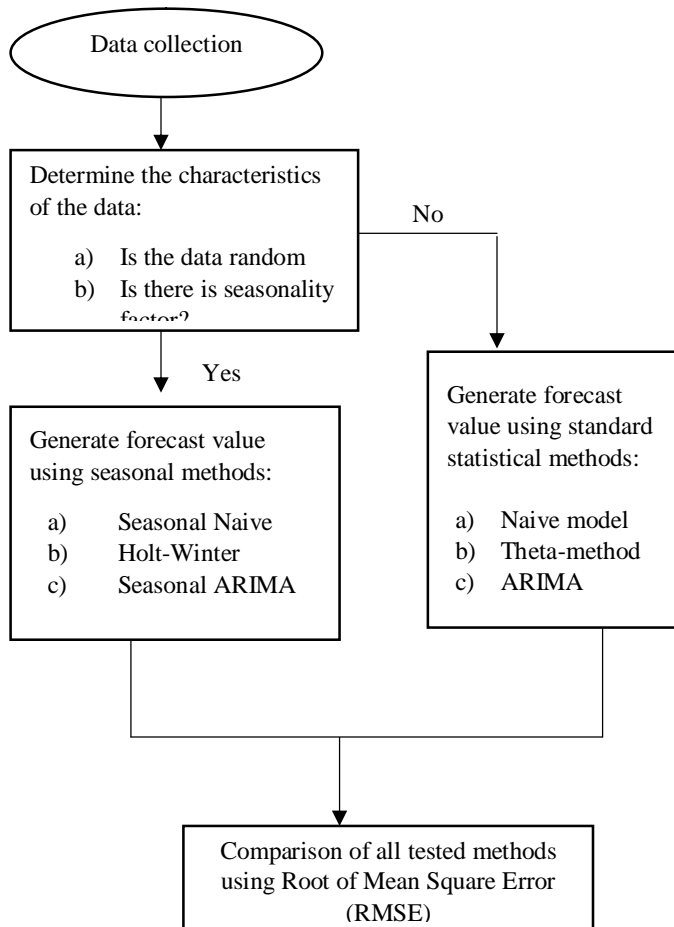 Data collection
Determine the characteristics
of the data:
a) Is the data random
b) Is there is seasonality
factor?
No
Yes
Generate forecast value
using seasonal methods:
a) Seasonal Naive
b) Holt-Winter
c) Seasonal ARIMA
Generate forecast
value using standard
statistical methods:
a) Naive model
b) Theta-method
c) ARIMA
Comparison of all tested methods
using Root of Mean Square Error
(RMSE)